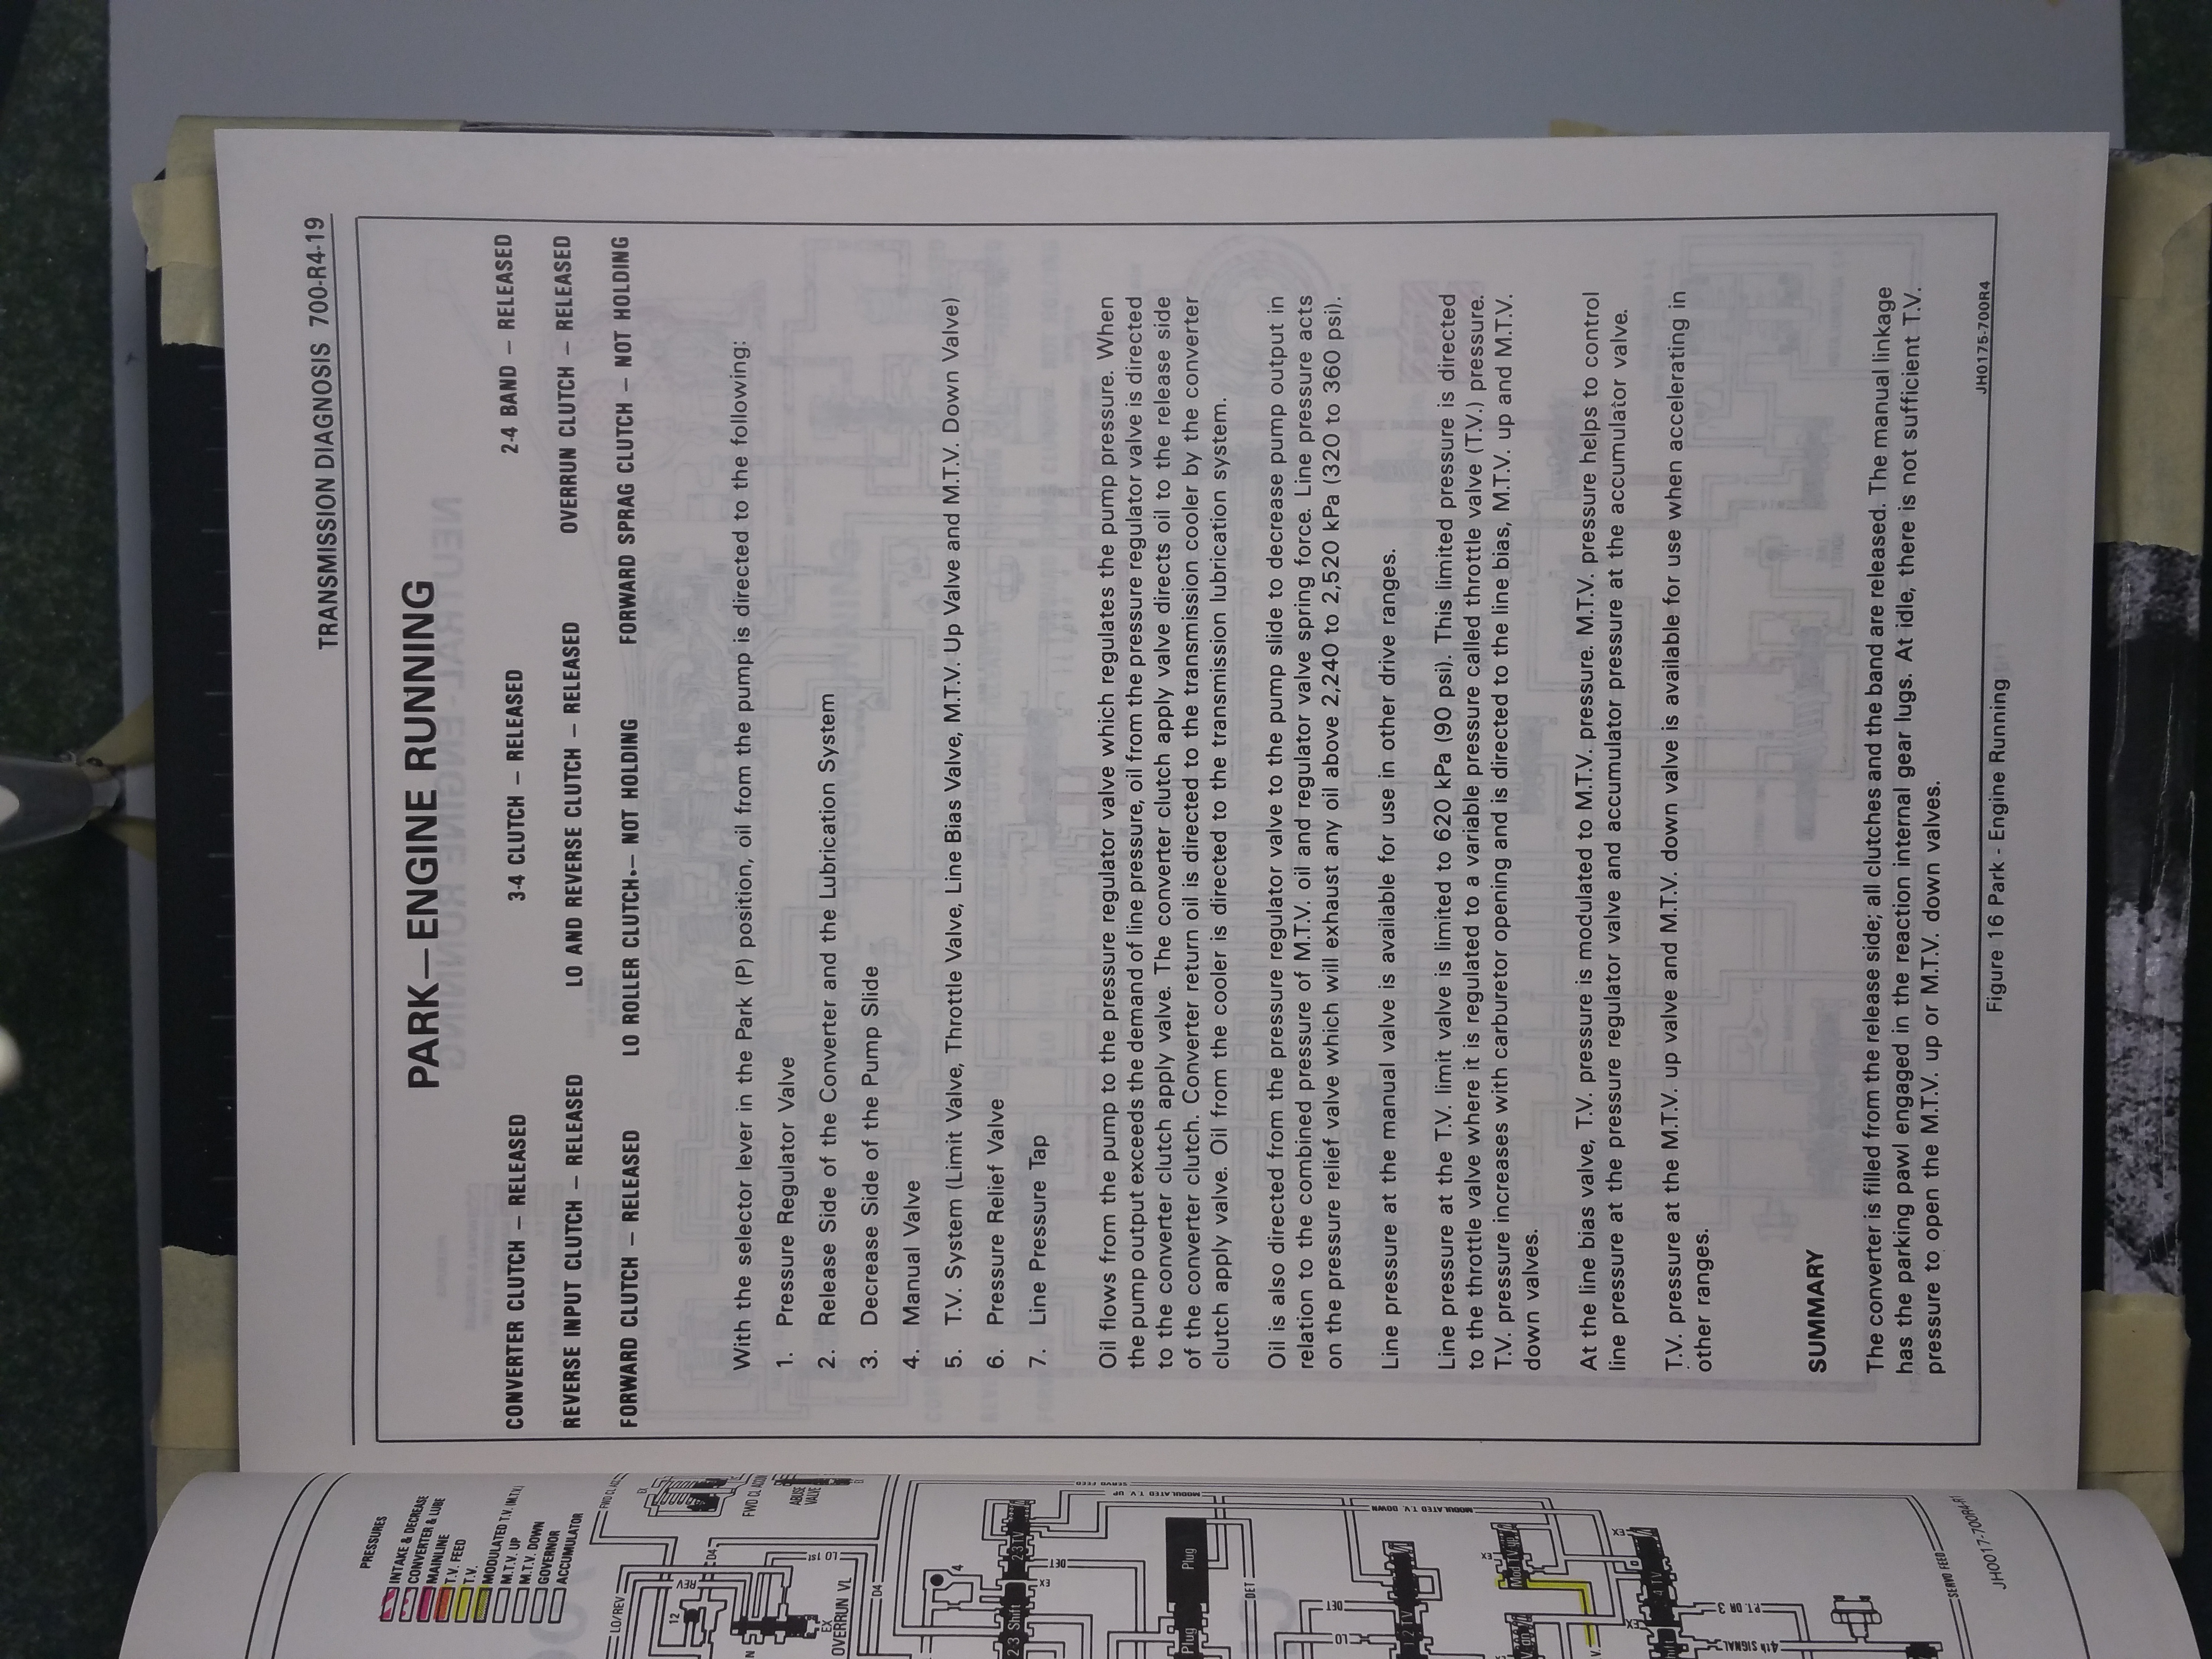 TRANSMISSION DIAGNOSIS 700-R4-19
PARK—ENGINE RUNNING
CONVERTER CLUTCH — RELEASED 3-4 CLUTCH — RELEASED 2-4 BAND — RELEASED
REVERSE INPUT CLUTCH — RELEASED LO AND REVERSE CLUTCH — RELEASED OVERRUN CLUTCH — RELEASED
FORWARD CLUTCH — RELEASED LO ROLLER CLUTCH — NOT HOLDING FORWARD SPRAG CLUTCH — NOT HOLDING
With the selector lever in the Park (P) position, oil from the pump is directed to the following:
1. Pressure Regulator Valve
2. Release Side of the Converter and the Lubrication System
3. Decrease Side of the Pump Slide
4. Manual Valve
5. T.V. System (Limit Valve, Throttle Valve, Line Bias Valve, M.T.V. Up Valve and M.T.V. Down Valve)
6. Pressure Relief Valve
7. Line Pressure Tap
Oil flows from the pump to the pressure regulator valve which regulates the pump pressure. When
the pump output exceeds the demand of line pressure, oil from the pressure regulator valve is directed
to the converter clutch apply valve. The converter clutch apply valve directs oil to the release side
of the converter clutch. Converter return oil is directed to the transmission cooler by the converter
clutch apply valve. Oil from the cooler is directed to the transmission lubrication system.
Oil is also directed from the pressure regulator valve to the pump slide to decrease pump output in
relation to the combined pressure of M.T.V. oil and regulator valve spring force. Line pressure acts
on the pressure relief valve which will exhaust any oil above 2,240 to 2,520 kPa (320 to 360 psi).
Line pressure at the manual valve is available for use in other drive ranges.
Line pressure at the T.V. limit valve is limited to 620 kPa (90 psi). This limited pressure is directed
to the throttle valve where it is regulated to a variable pressure called throttle valve (T.V.) pressure.
T.V. pressure increases with carburetor opening and is directed to the line bias, M.T.V. up and M.T.V.
down valves.
At the line bias valve, T.V. pressure is modulated to M.T.V. pressure. M.T.V. pressure helps to control
line pressure at the pressure regulator valve and accumulator pressure at the accumulator valve.
T.V. pressure at the M.T.V. up valve and M.T.V. down valve is available for use when accelerating in
other ranges.
SUMMARY
The converter is filled from the release side; all clutches and the band are released. The manual linkage
has the parking pawl engaged in the reaction internal gear lugs. At idle, there is not sufficient T.V.
pressure to open the M.T.V. up or M.T.V. down valves.
JH0175-700R4
Figure 16 Park - Engine Running
PRESSURES
INTAKE & DECREASE
CONVERTER & LUBE
MAINLINE
T.V. FEED
T.V.
MODULATED T.V. (M.T.V.)
M.T.V. UP
M.T.V. DOWN
GOVERNOR
ACCUMULATOR
FWD CL ACC
LO/REV
REV
D4
LO 1st
12
EX
FWD CL ACCUM
ABUSE
VALVE
EX
OVERRUN VL
D4
4
2 3 Shift
2 3 TV
EX
DET
SERVO FEED
MODULATED T.V. UP
MODULATED T.V. DOWN
Plug
Plug
DET
DET
LO
1 2 TV
EX
EX
EX
P.T. OR 3
4th SIGNAL
SERVO FEED
JH0017-700R4-R1